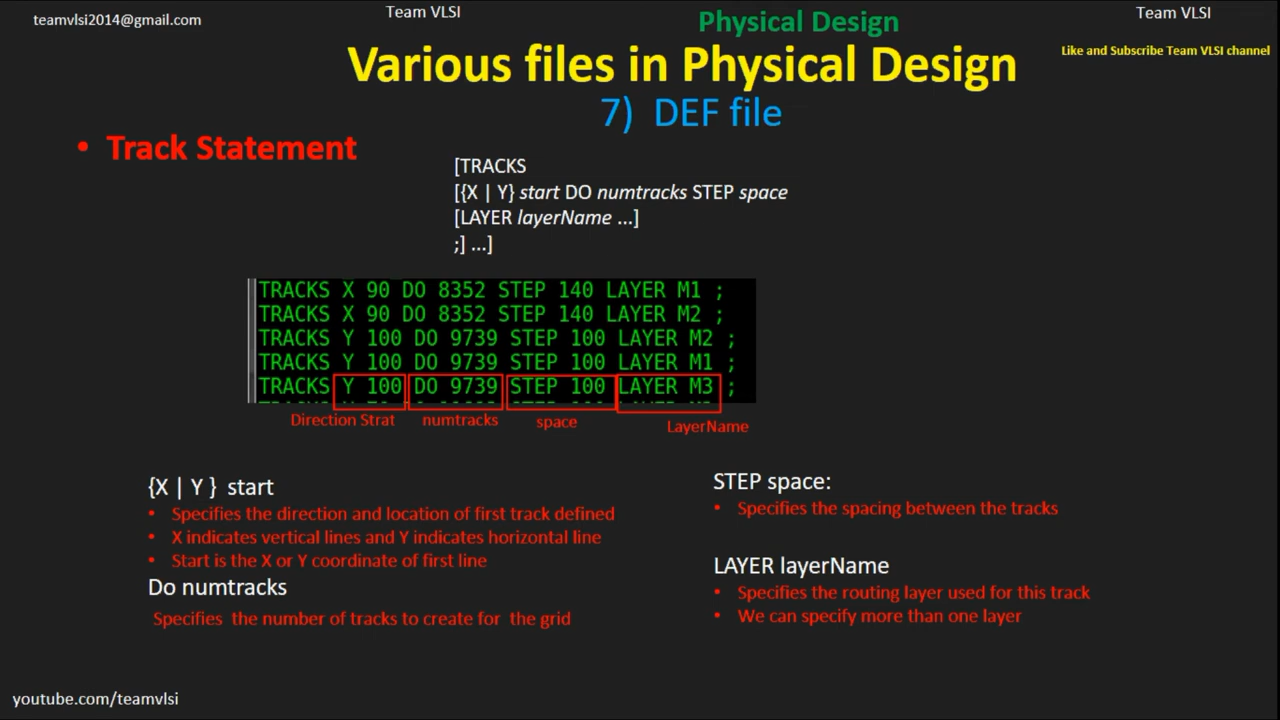 teamvlsi2014@gmail.com
Team VLSI
Physical Design
Team VLSI
Various files in Physical Design
Like and Subscribe Team VLSI channel
7) DEF file
• Track Statement
[TRACKS
[{X | Y} start DO numtracks STEP space
[LAYER layerName ...]
;] ...]
TRACKS X 90 DO 8352 STEP 140 LAYER M1 ;
TRACKS X 90 DO 8352 STEP 140 LAYER M2 ;
TRACKS Y 100 DO 9739 STEP 100 LAYER M2 ;
TRACKS Y 100 DO 9739 STEP 100 LAYER M1 ;
TRACKS Y 100 DO 9739 STEP 100 LAYER M3 ;
Direction Strat
numtracks
space
LayerName
{X | Y } start
• Specifies the direction and location of first track defined
• X indicates vertical lines and Y indicates horizontal line
• Start is the X or Y coordinate of first line
Do numtracks
Specifies the number of tracks to create for the grid
STEP space:
• Specifies the spacing between the tracks
LAYER layerName
• Specifies the routing layer used for this track
• We can specify more than one layer
youtube.com/teamvlsi